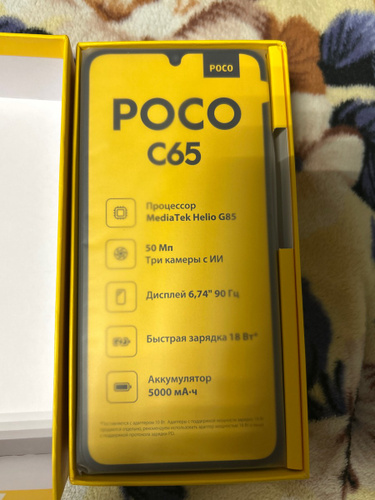 POCO
POCO
C65
Процессор
MediaTek Helio G85
50 Мп
Три камеры с ИИ
Дисплей 6,74" 90 Гц
Быстрая зарядка 18 Вт*
Аккумулятор
5000 мА·ч